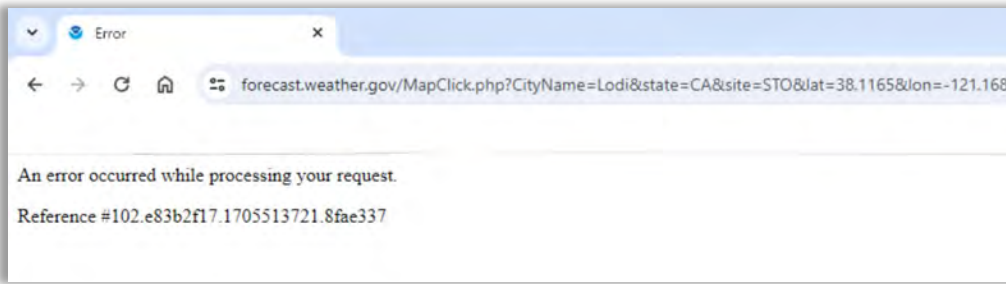 Error
forecast.weather.gov/MapClick.php?CityName=Lodi&state=CA&site=STO&lat=38.1165&lon=-121.168
An error occurred while processing your request.
Reference #102.e83b2f17.1705513721.8fae337